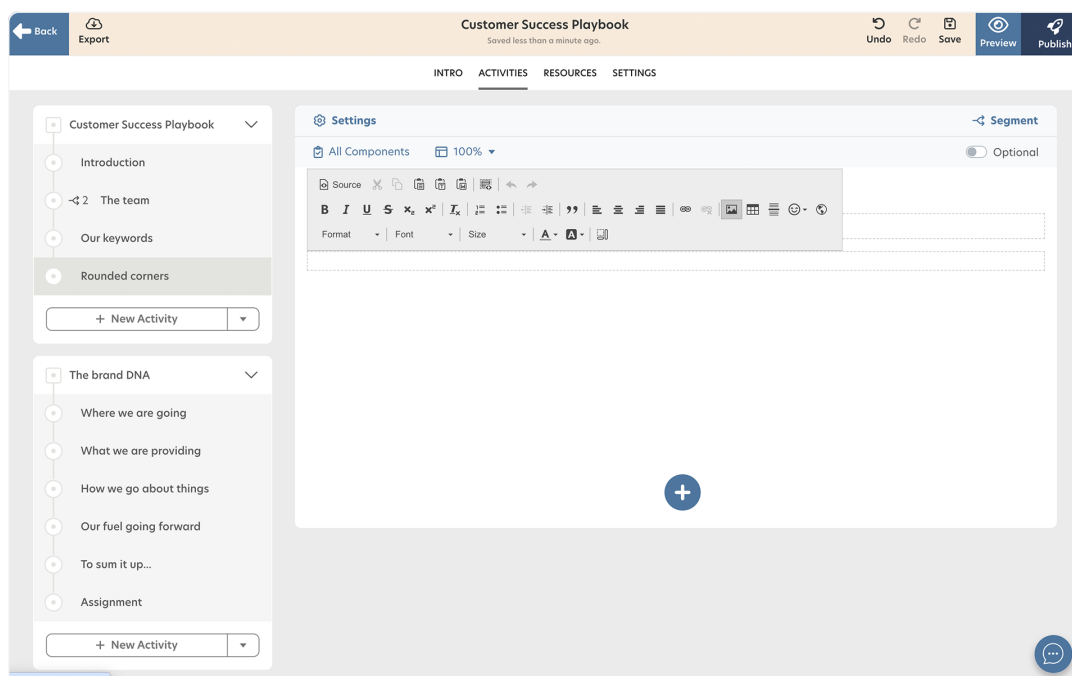 Back
Export
Customer Success Playbook
Saved less than a minute ago.
Undo
Redo
Save
Preview
Publish
INTRO ACTIVITIES RESOURCES SETTINGS
Customer Success Playbook
Introduction
2 The team
Our keywords
Rounded corners
+ New Activity
The brand DNA
Where we are going
What we are providing
How we go about things
Our fuel going forward
To sum it up...
Assignment
+ New Activity
Settings
Segment
All Components
100%
Optional
Source
B I U S x₂ x² Tx
Format Font Size A A